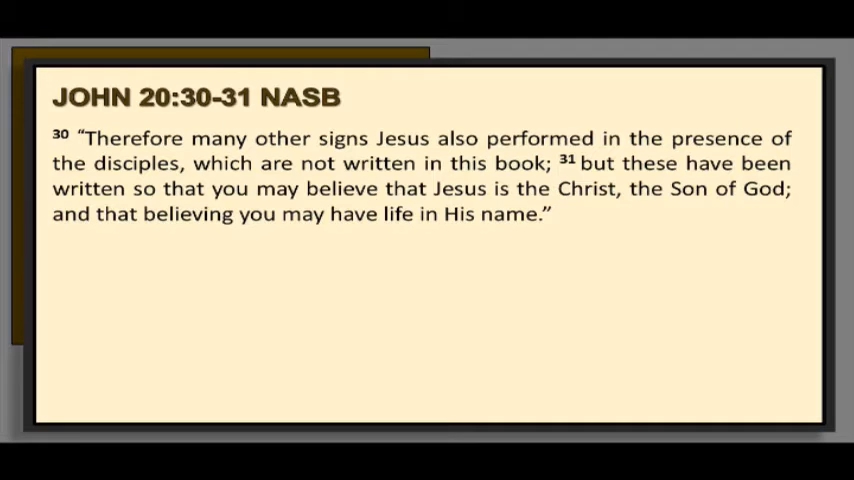 JOHN 20:30-31 NASB
30 “Therefore many other signs Jesus also performed in the presence of
the disciples, which are not written in this book; 31 but these have been
written so that you may believe that Jesus is the Christ, the Son of God;
and that believing you may have life in His name.”